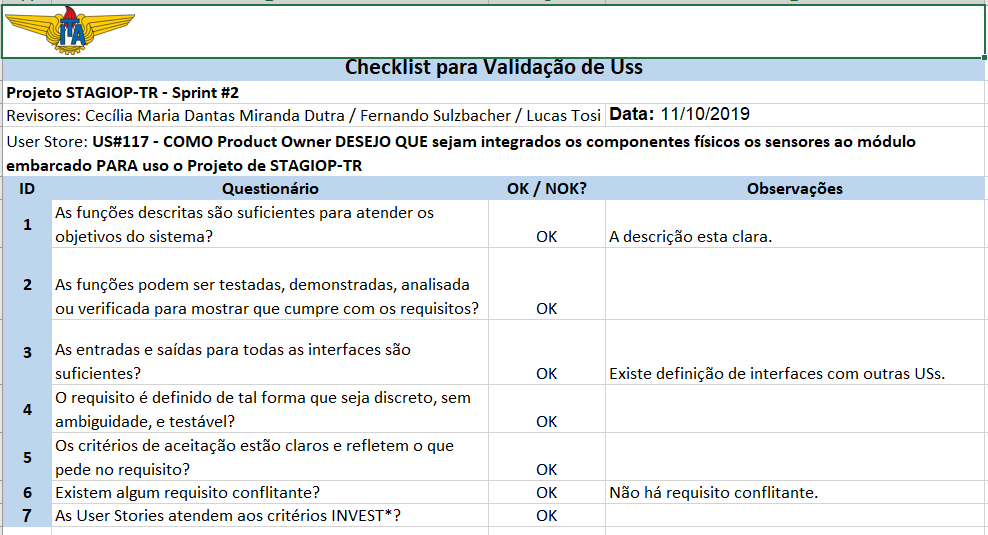 ITA
Checklist para Validação de Uss
Projeto STAGIOP-TR - Sprint #2
Revisores: Cecília Maria Dantas Miranda Dutra / Fernando Sulzbacher / Lucas Tosi Data: 11/10/2019
User Store: US#117 - COMO Product Owner DESEJO QUE sejam integrados os componentes físicos os sensores ao módulo
embarcado PARA uso o Projeto de STAGIOP-TR
ID Questionário OK / NOK? Observações
1 As funções descritas são suficientes para atender os
objetivos do sistema? OK A descrição esta clara.
2 As funções podem ser testadas, demonstradas, analisada
ou verificada para mostrar que cumpre com os requisitos? OK
3 As entradas e saídas para todas as interfaces são
suficientes? OK Existe definição de interfaces com outras USs.
4 O requisito é definido de tal forma que seja discreto, sem
ambiguidade, e testável? OK
5 Os critérios de aceitação estão claros e refletem o que
pede no requisito? OK
6 Existem algum requisito conflitante? OK Não há requisito conflitante.
7 As User Stories atendem aos critérios INVEST*? OK